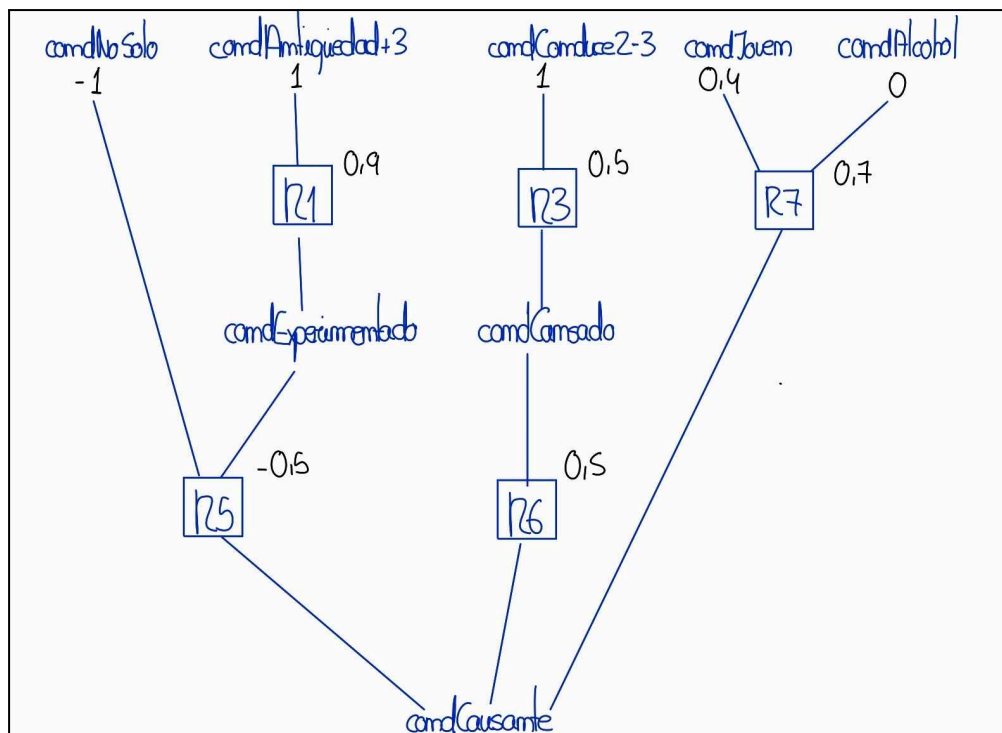 condNoSolo condAntigüedad+3 condConduce2-3 condJoven condAlcohol
-1 1 1 0,4 0
R1 0,9 R3 0,5 R7 0,7
condExperimentado condCansado
R5 -0,5 R6 0,5
condCausante